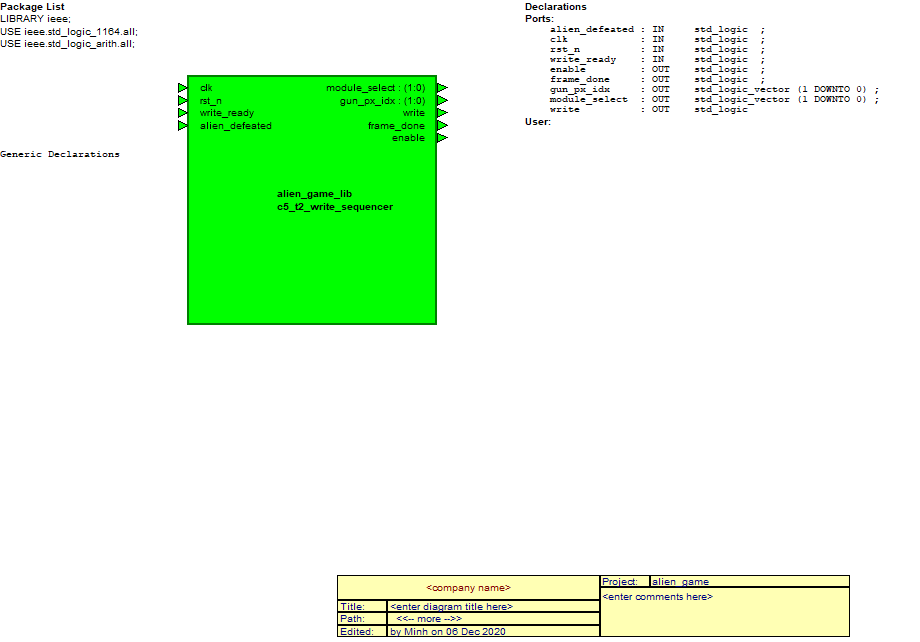 Package List
LIBRARY ieee;
USE ieee.std_logic_1164.all;
USE ieee.std_logic_arith.all;
Declarations
Ports:
alien_defeated : IN std_logic ;
clk : IN std_logic ;
rst_n : IN std_logic ;
write_ready : IN std_logic ;
enable : OUT std_logic ;
frame_done : OUT std_logic ;
gun_px_idx : OUT std_logic_vector (1 DOWNTO 0) ;
module_select : OUT std_logic_vector (1 DOWNTO 0) ;
write : OUT std_logic
User:
clk module_select : (1:0)
rst_n gun_px_idx : (1:0)
write_ready write
alien_defeated frame_done
enable
Generic Declarations
alien_game_lib
c5_t2_write_sequencer
<company name>
Title: <enter diagram title here>
Path: <<-- more -->>
Edited: by Minh on 06 Dec 2020
Project: alien_game
<enter comments here>